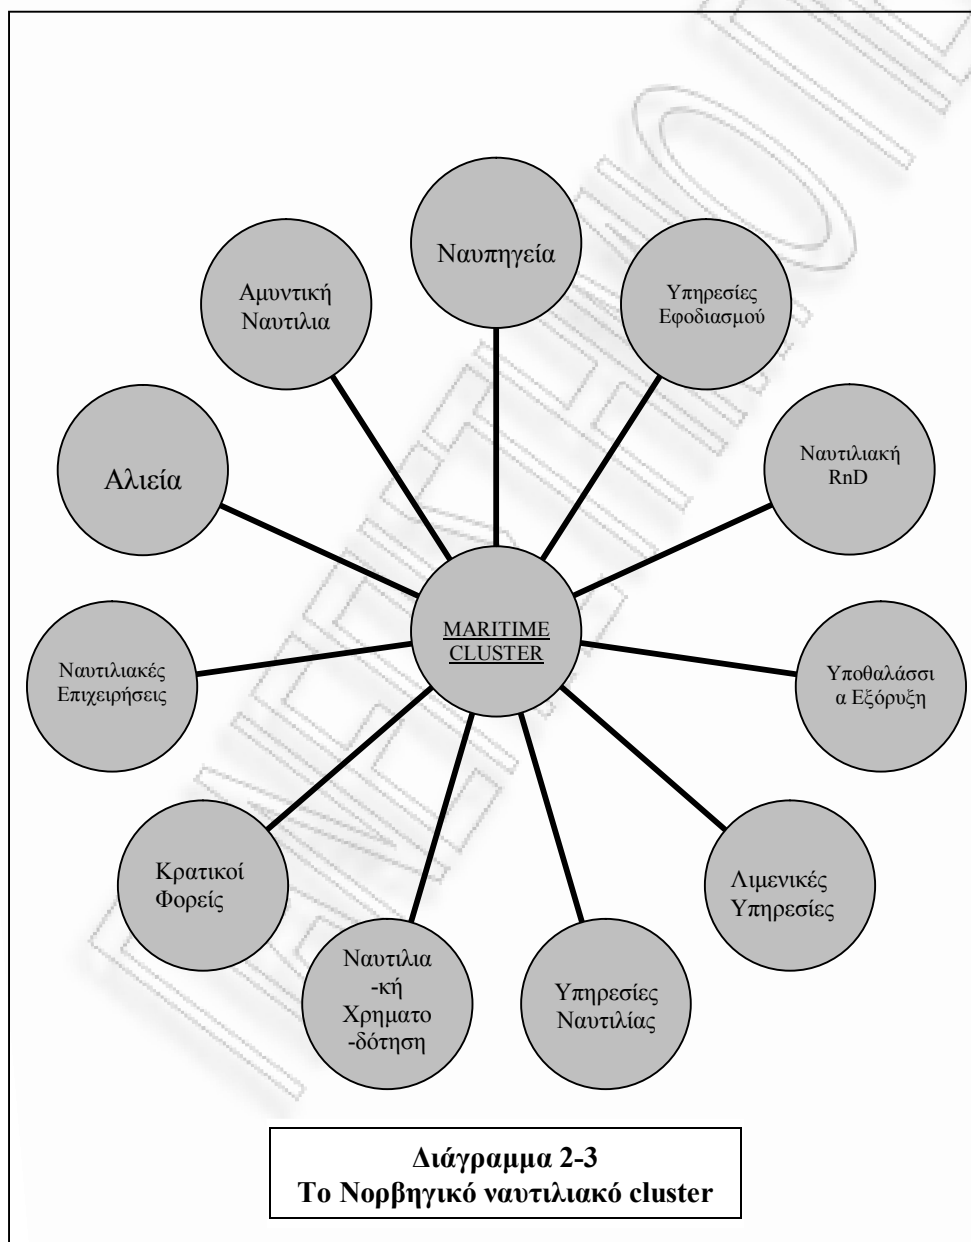 Ναυπηγεία
Υπηρεσίες
Εφοδιασμού
Ναυτιλιακή
RnD
Υποθαλάσσι
α Εξόρυξη
Λιμενικές
Υπηρεσίες
Υπηρεσίες
Ναυτιλίας
Ναυτιλια
-κή
Χρηματο
-δότηση
Κρατικοί
Φορείς
Ναυτιλιακές
Επιχειρήσεις
Αλιεία
Αμυντική
Ναυτιλια
MARITIME
CLUSTER
Διάγραμμα 2-3
Το Νορβηγικό ναυτιλιακό cluster